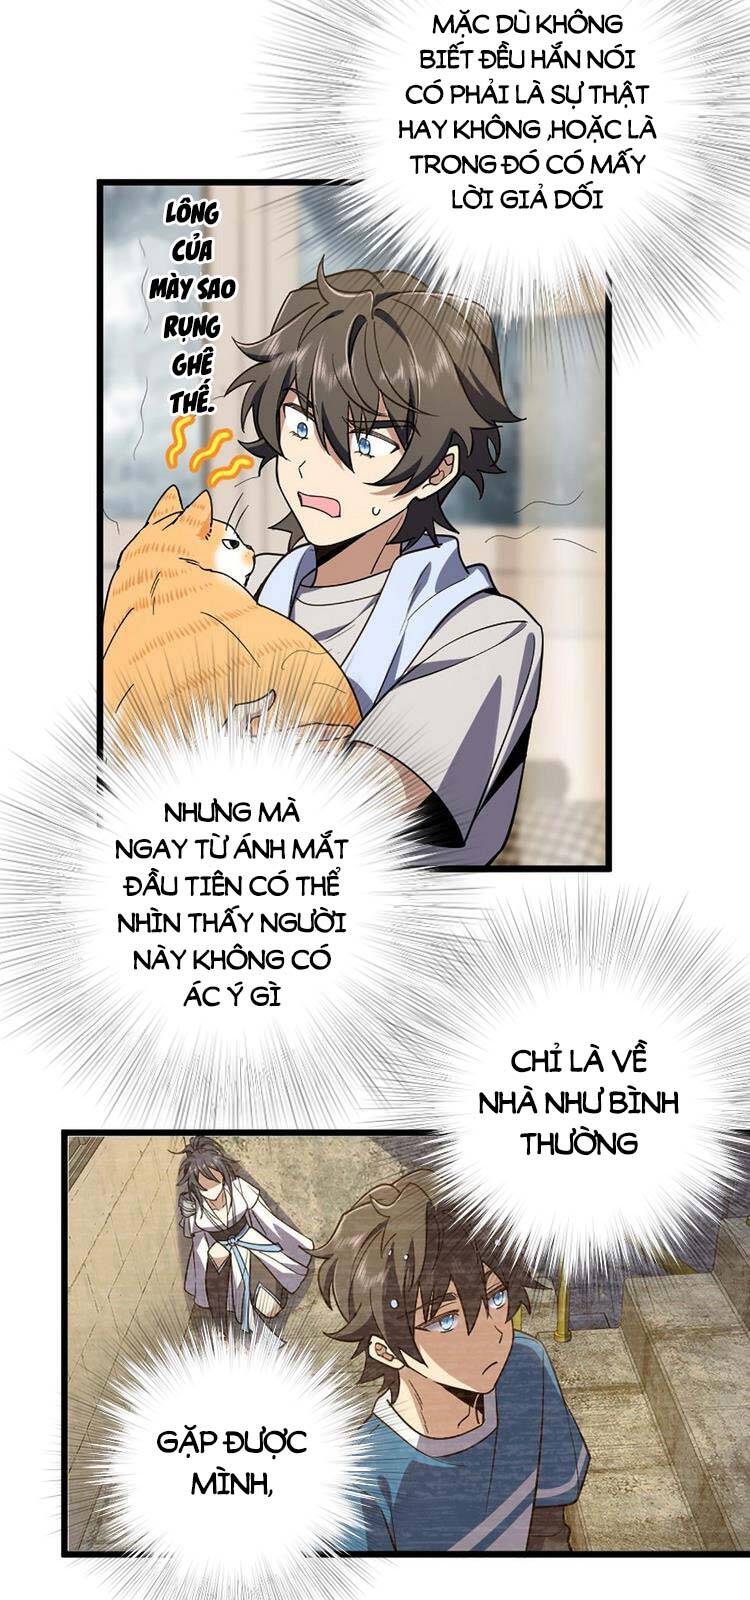 MẶC DÙ KHÔNG
BIẾT ĐỀU HẮN NÓI
CÓ PHẢI LÀ SỰ THẬT
HAY KHÔNG ,HOẶC LÀ
TRONG ĐÓ CÓ MẤY
LỜI GIẢ DỐI
LÔNG
CỦA
MÀY SAO
RỤNG
GHÊ
THẾ.
NHƯNG MÀ
NGAY TỪ ÁNH MẮT
ĐẦU TIÊN CÓ THỂ
NHÌN THẤY NGƯỜI
NÀY KHÔNG CÓ
ÁC Ý GÌ
CHỈ LÀ VỀ
NHÀ NHƯ BÌNH
THƯỜNG
GẶP ĐƯỢC
MÌNH,